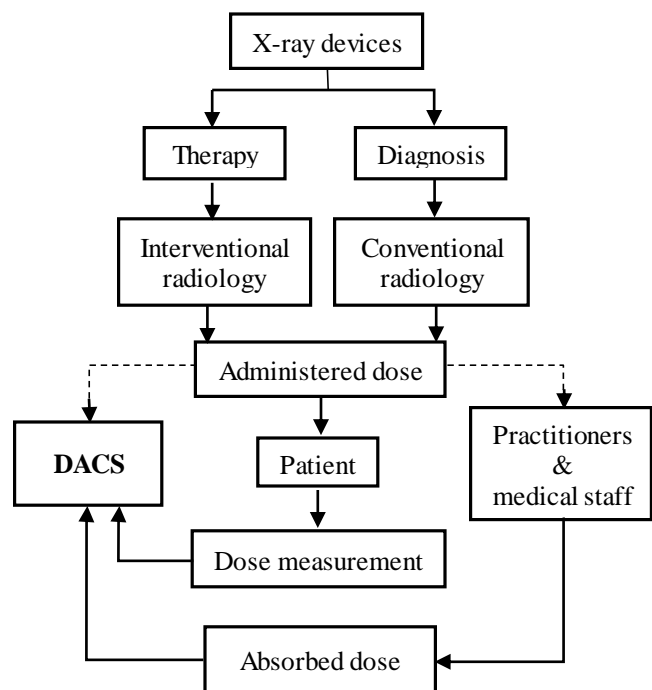 X-ray devices
Therapy
Diagnosis
Interventional
radiology
Conventional
radiology
Administered dose
DACS
Patient
Practitioners
&
medical staff
Dose measurement
Absorbed dose